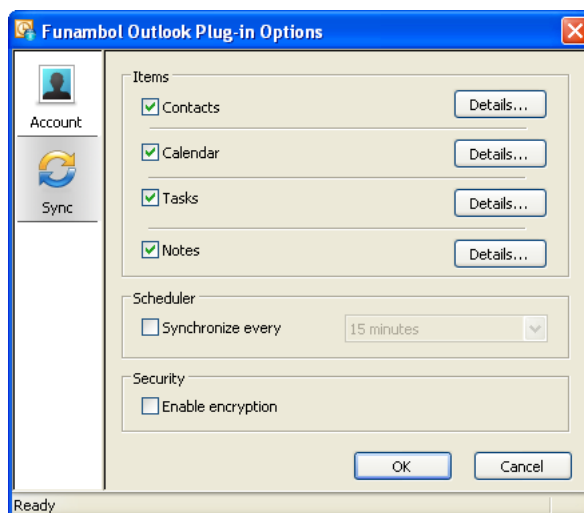 Funambol Outlook Plug-in Options
Account
Sync
Items
Contacts
Details...
Calendar
Details...
Tasks
Details...
Notes
Details...
Scheduler
Synchronize every
15 minutes
Security
Enable encryption
OK
Cancel
Ready